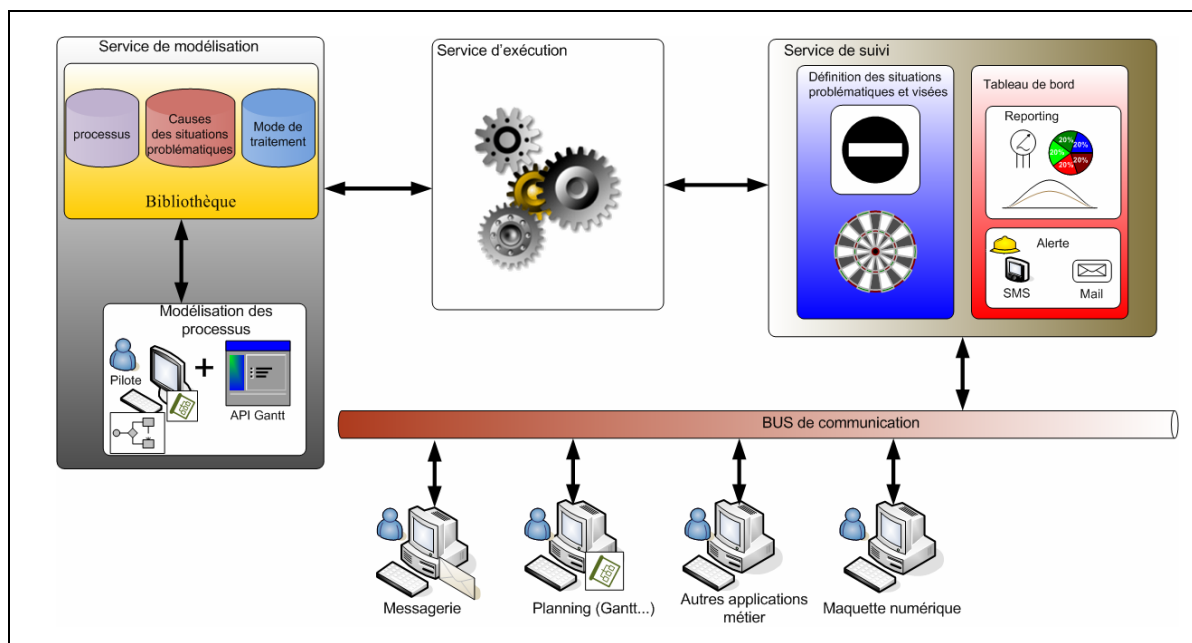 Service de modélisation
processus
Causes
des situations
problématiques
Mode de
traitement
Bibliothèque
Modélisation des
processus
Pilote
+
API Gantt
Service d'exécution
Service de suivi
Définition des situations
problématiques et visées
Tableau de bord
Reporting
20%
20%
20%
20%
20%
Alerte
SMS
Mail
BUS de communication
Messagerie
Planning (Gantt...)
Autres applications
métier
Maquette numérique